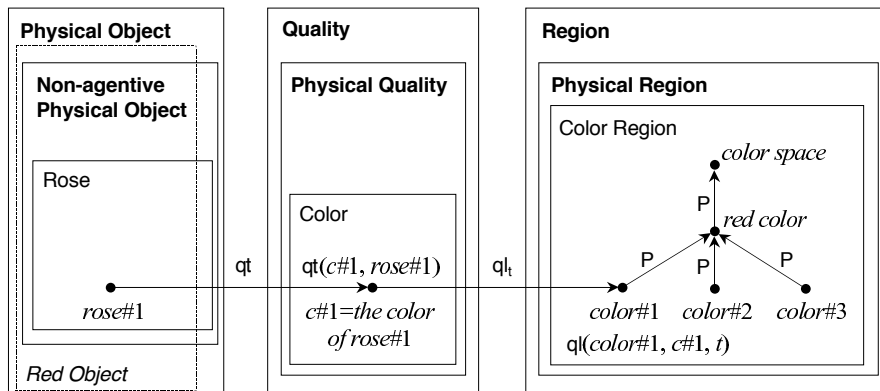 Physical Object
Non-agentive
Physical Object
Rose
rose#1
Red Object
qt
Quality
Physical Quality
Color
qt(c#1, rose#1)
c#1=the color
of rose#1
qlt
Region
Physical Region
Color Region
color space
P
red color
P
P
P
color#1
color#2
color#3
ql(color#1, c#1, t)